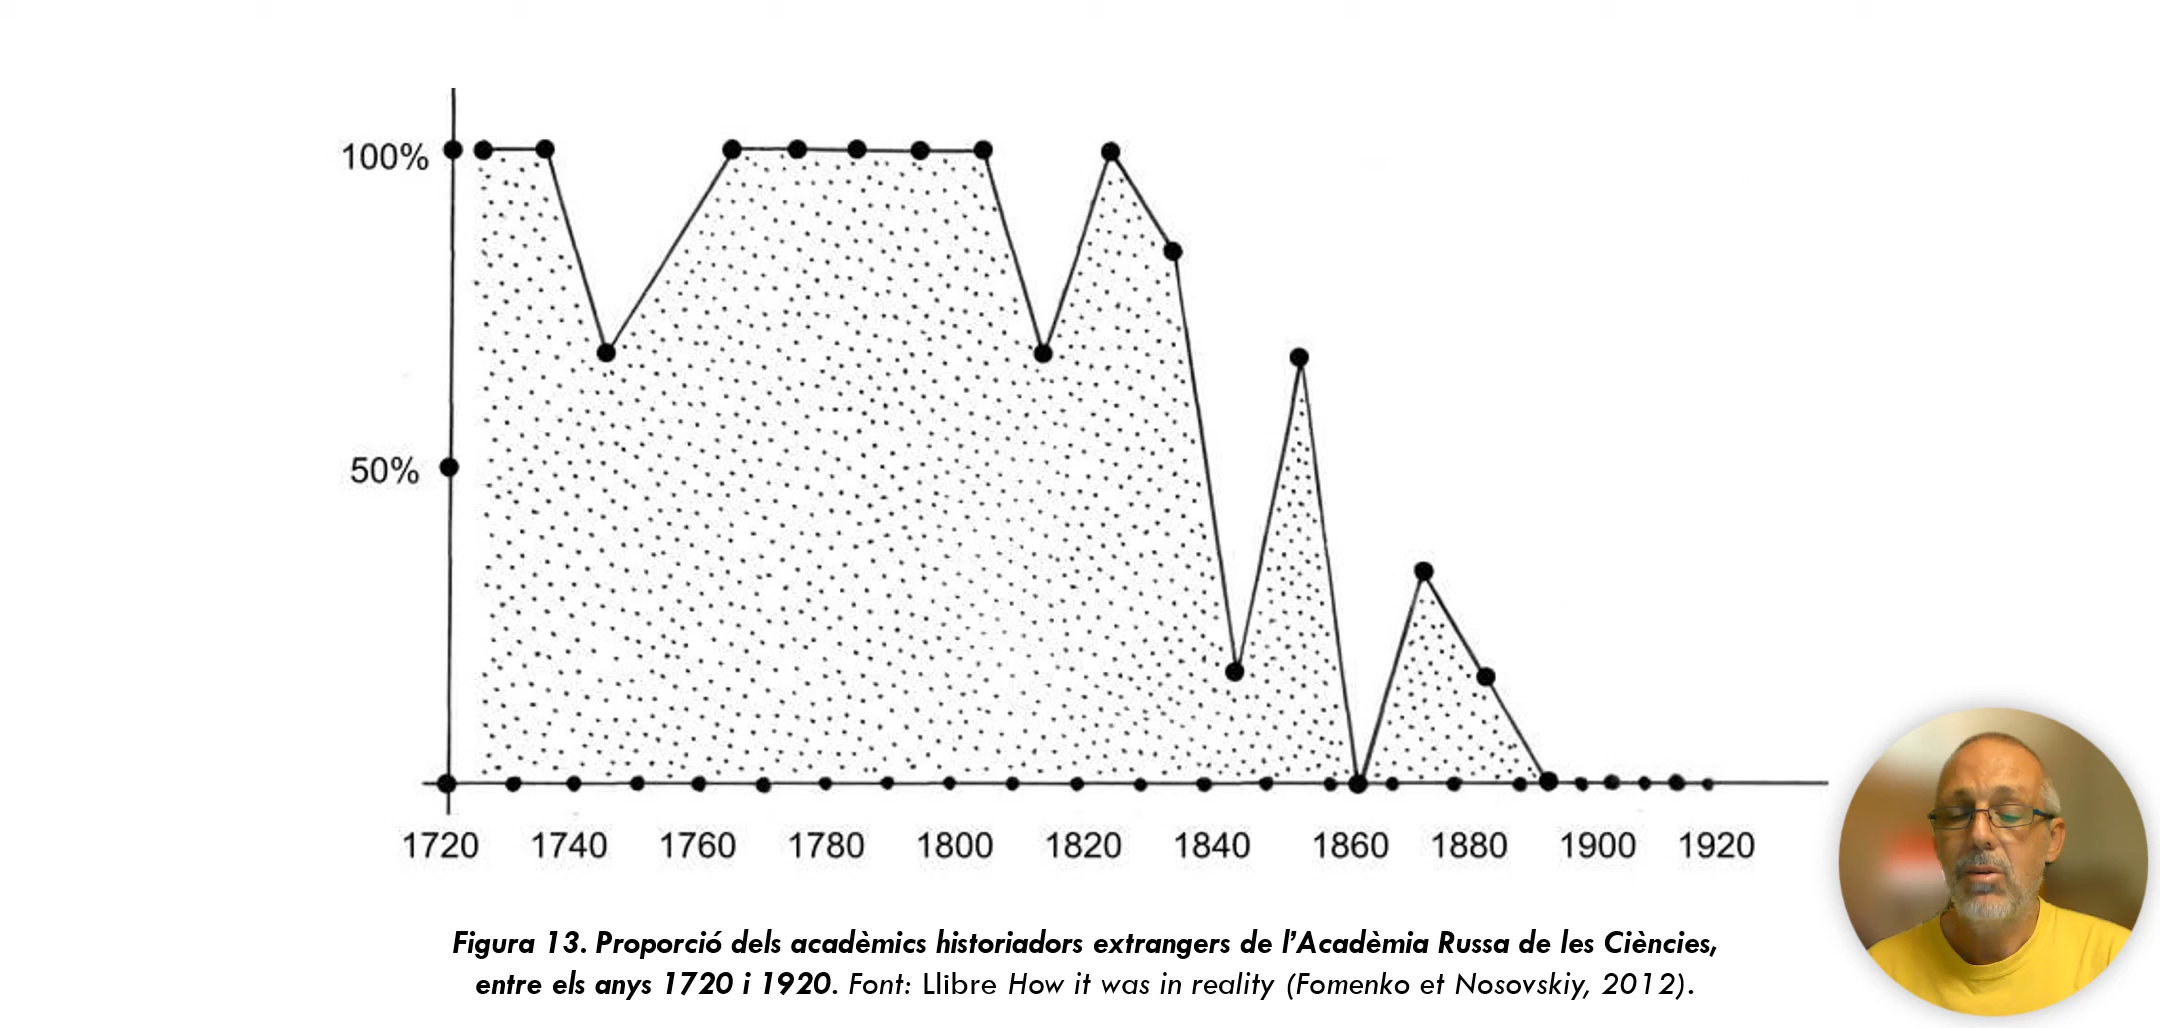 100%
50%
1720 1740 1760 1780 1800 1820 1840 1860 1880 1900 1920
Figura 13. Proporció dels acadèmics historiadors extrangers de l’Acadèmia Russa de les Ciències,
entre els anys 1720 i 1920. Font: Llibre How it was in reality (Fomenko et Nosovskiy, 2012).